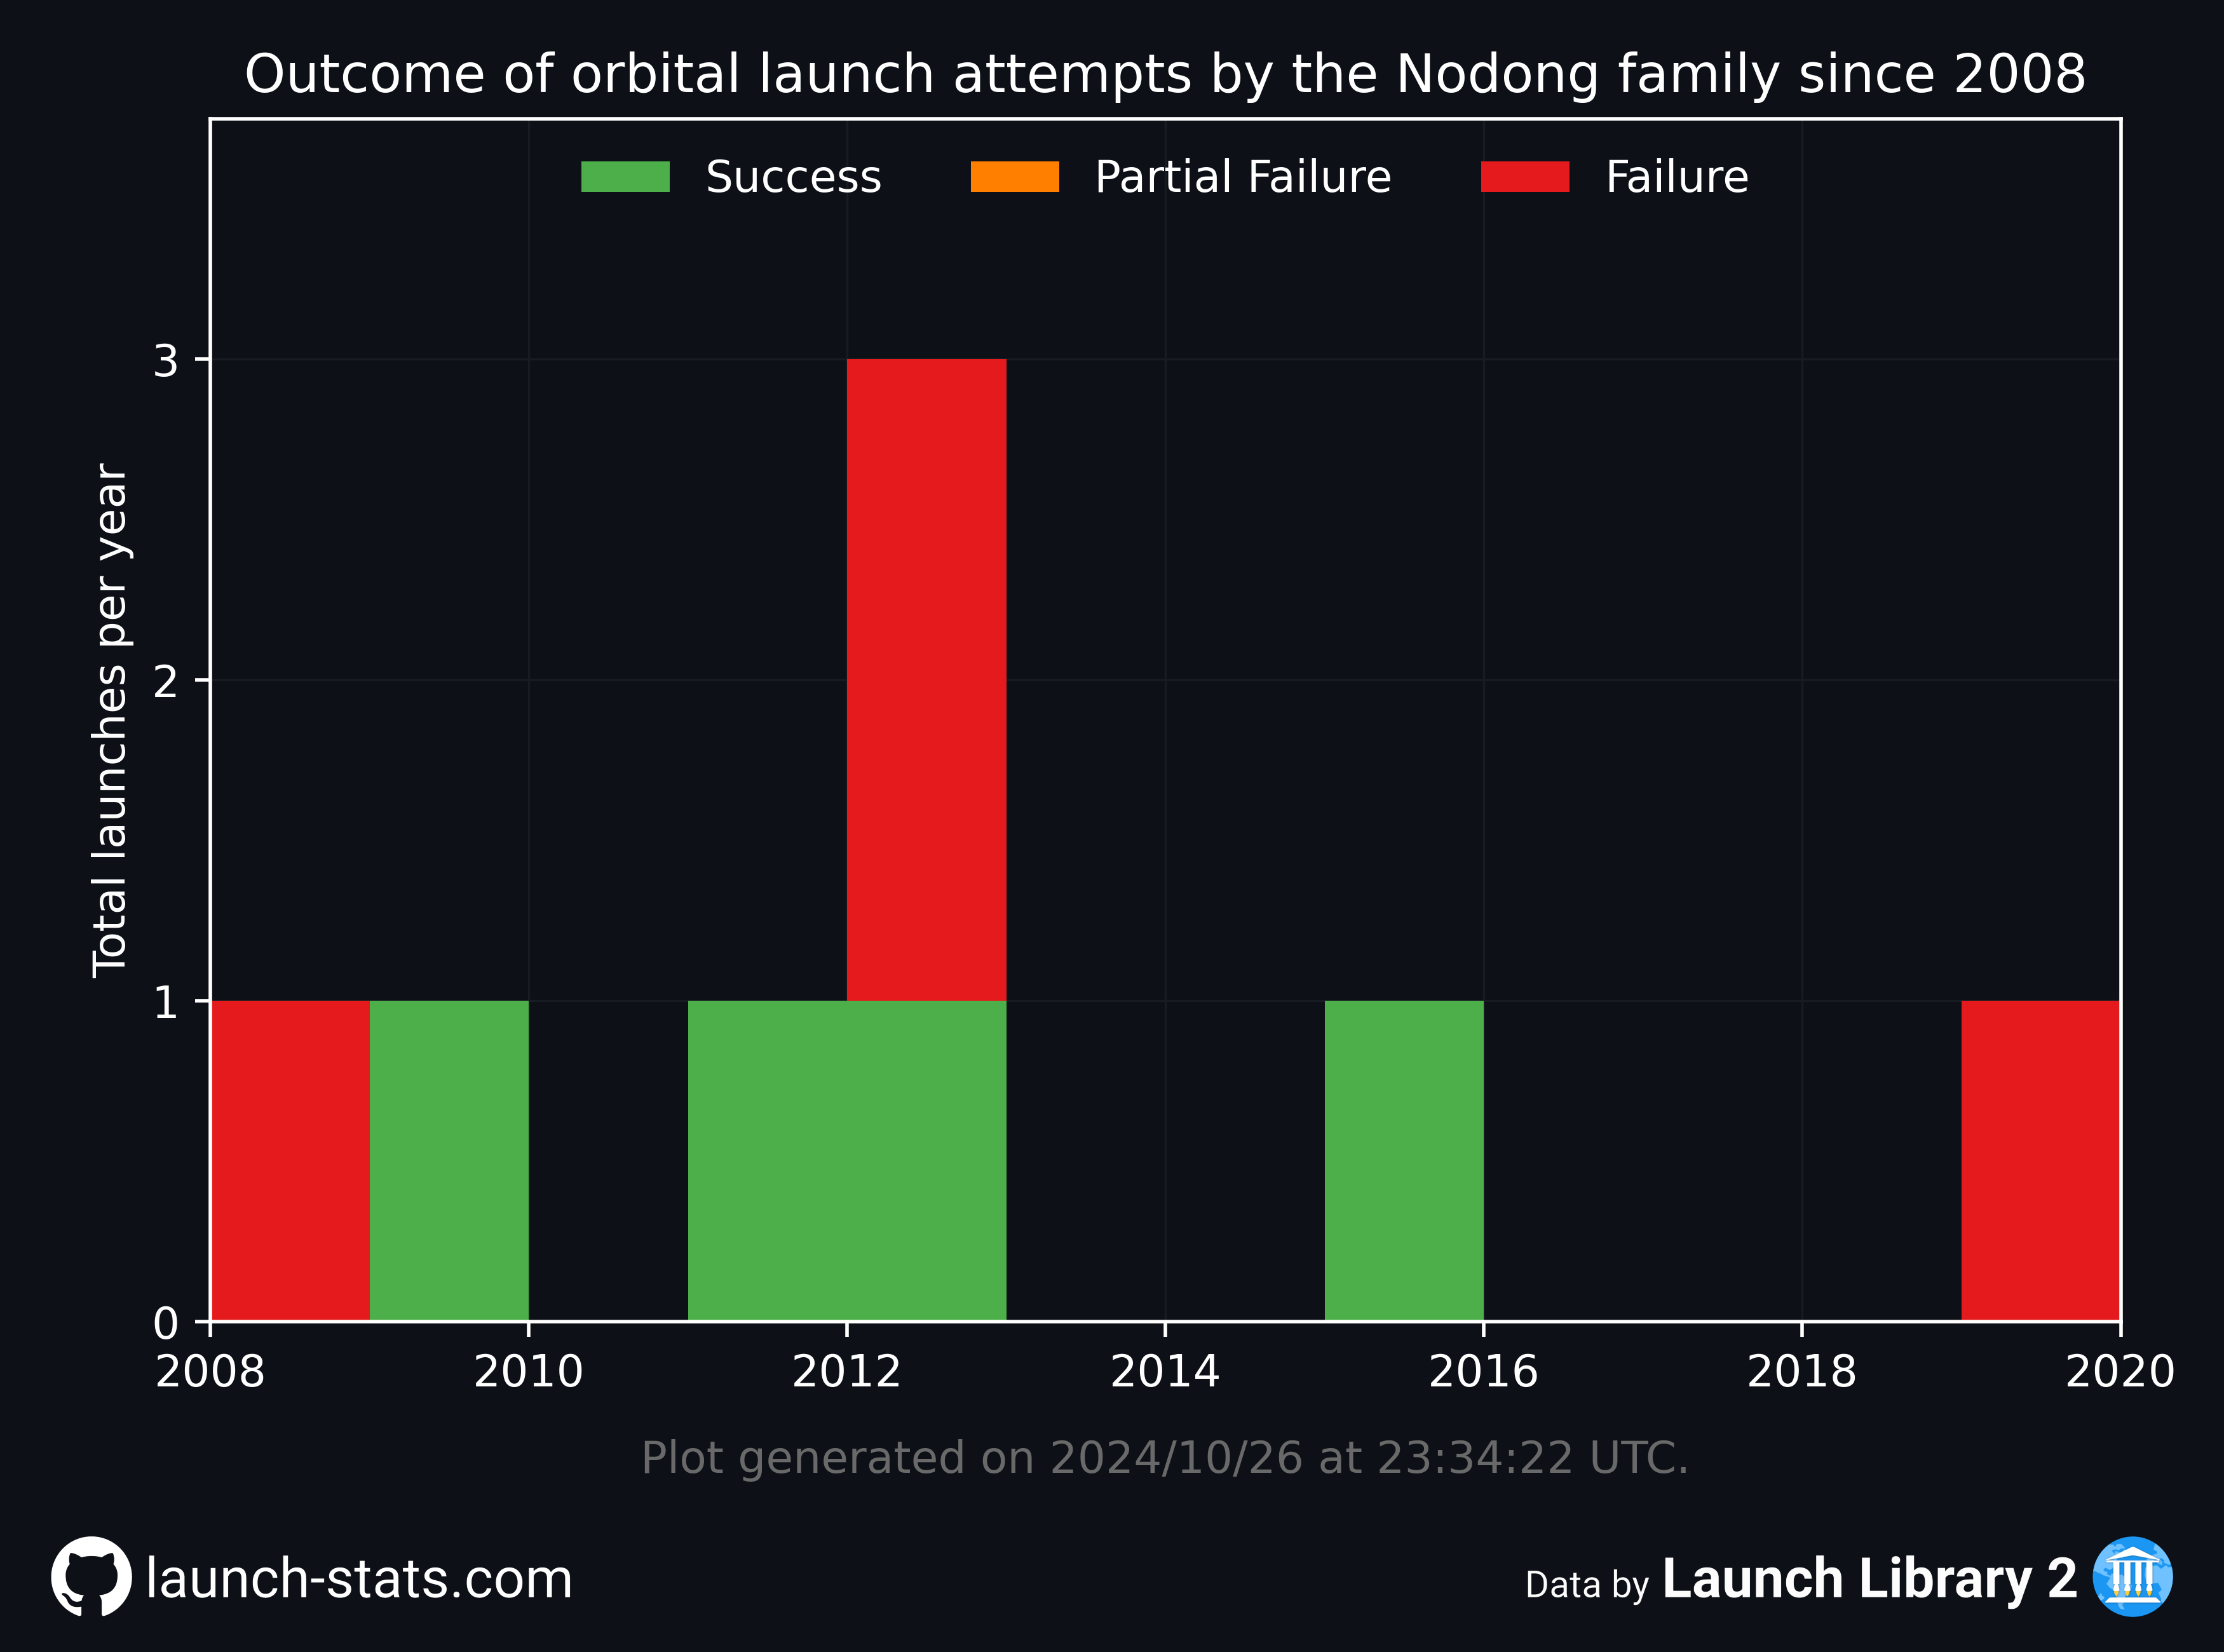 Outcome of orbital launch attempts by the Nodong family since 2008
Success
Partial Failure
Failure
Total launches per year
3
2
1
0
2008
2010
2012
2014
2016
2018
2020
Plot generated on 2024/10/26 at 23:34:22 UTC.
launch-stats.com
Data by Launch Library 2